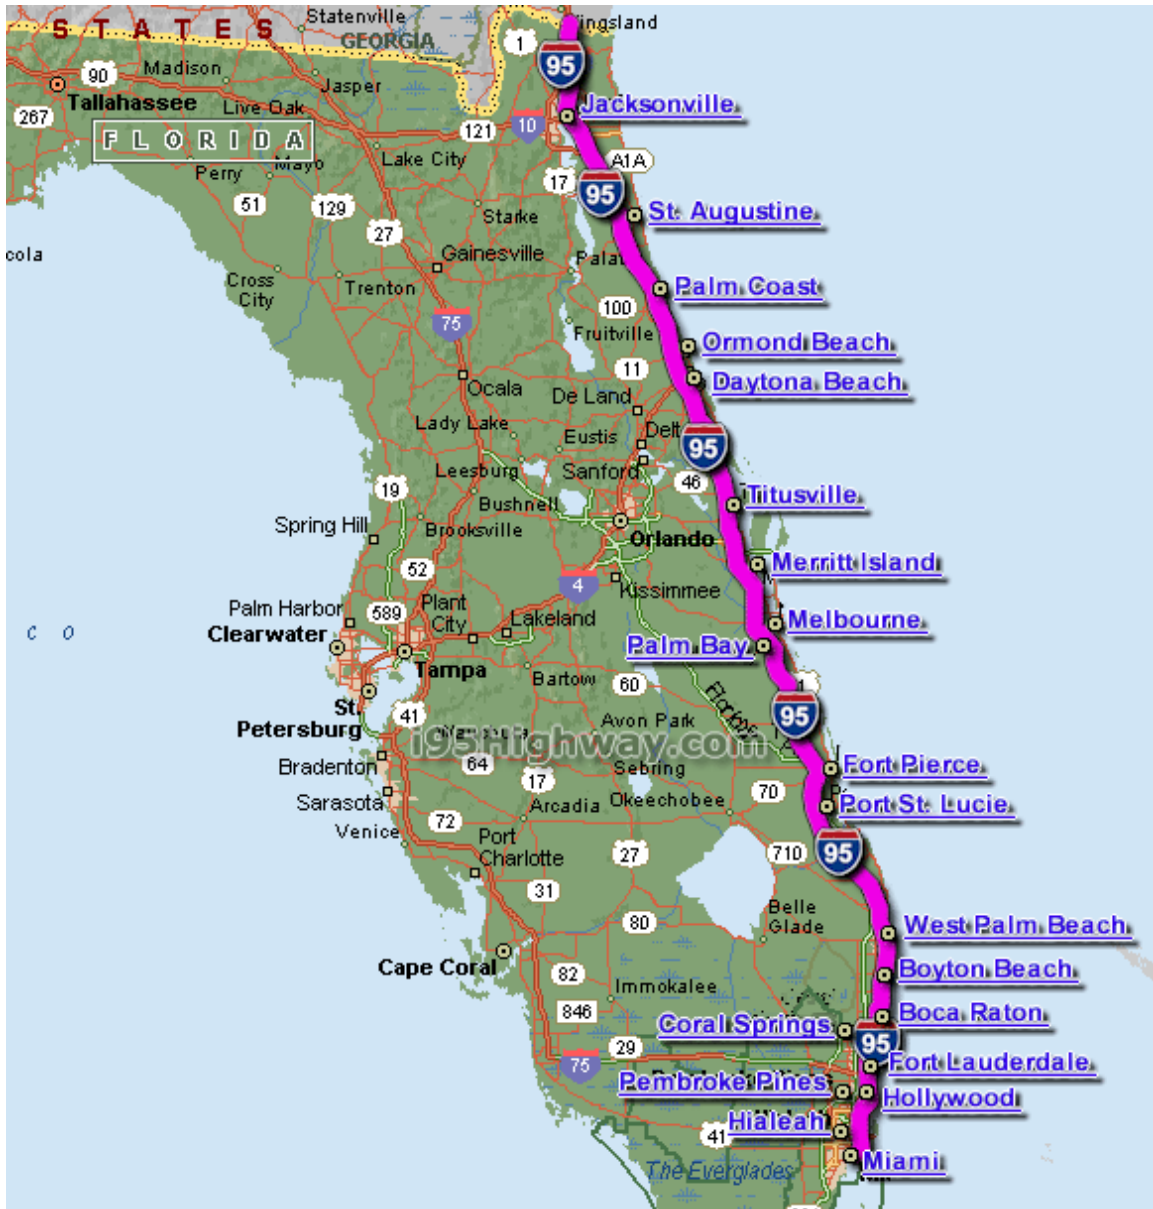 STATES
Statenville
GEORGIA
Kingsland
1
95
90
Madison
Jasper
Tallahassee
Live Oak
Jacksonville
267
121
10
FLORIDA
Perry
Mayo
Lake City
A1A
17
95
51
129
Starke
St. Augustine
27
cola
Gainesville
Palat
Cross
City
Trenton
Palm Coast
100
75
Fruitville
Ormond Beach
11
Ocala
De Land
Daytona Beach
Lady Lake
Eustis
Delt
95
Leesburg
Sanford
46
19
Bushnell
Titusville
Spring Hill
Brooksville
Orlando
52
4
Kissimmee
Merritt Island
Palm Harbor
589
Plant
City
Lakeland
Clearwater
C O
Melbourne
Palm Bay
Tampa
Bartow
60
1
St.
Petersburg
41
Avon Park
Florida's
95
i95Highway.com
Bradenton
64
Sebring
Fort Pierce
17
70
Sarasota
Arcadia
Okeechobee
Port St. Lucie
Venice
72
Port
Charlotte
27
710
95
31
Belle
Glade
80
West Palm Beach
Cape Coral
82
Boyton Beach
Immokalee
846
Boca Raton
Coral Springs
95
29
75
Fort Lauderdale
Pembroke Pines
Hollywood
Hialeah
41
Miami
The Everglades